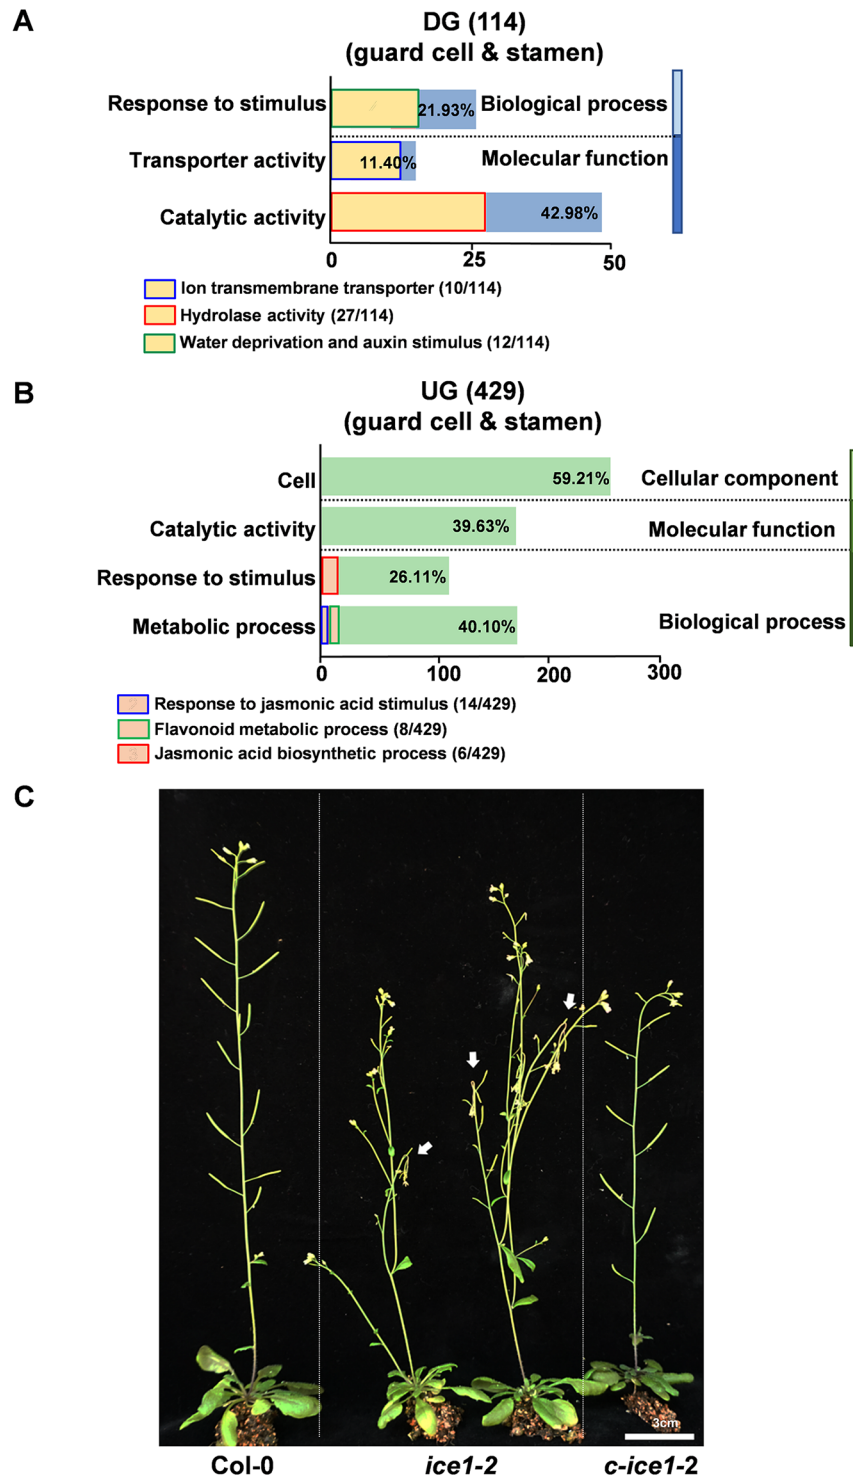 A
DG (114)
(guard cell & stamen)
Response to stimulus 21.93% Biological process
Transporter activity 11.40% Molecular function
Catalytic activity 42.98%
0 25 50
Ion transmembrane transporter (10/114)
Hydrolase activity (27/114)
Water deprivation and auxin stimulus (12/114)
B
UG (429)
(guard cell & stamen)
Cell 59.21% Cellular component
Catalytic activity 39.63% Molecular function
Response to stimulus 26.11%
Metabolic process 40.10% Biological process
0 100 200 300
Response to jasmonic acid stimulus (14/429)
Flavonoid metabolic process (8/429)
Jasmonic acid biosynthetic process (6/429)
C
3cm
Col-0 ice1-2 c-ice1-2